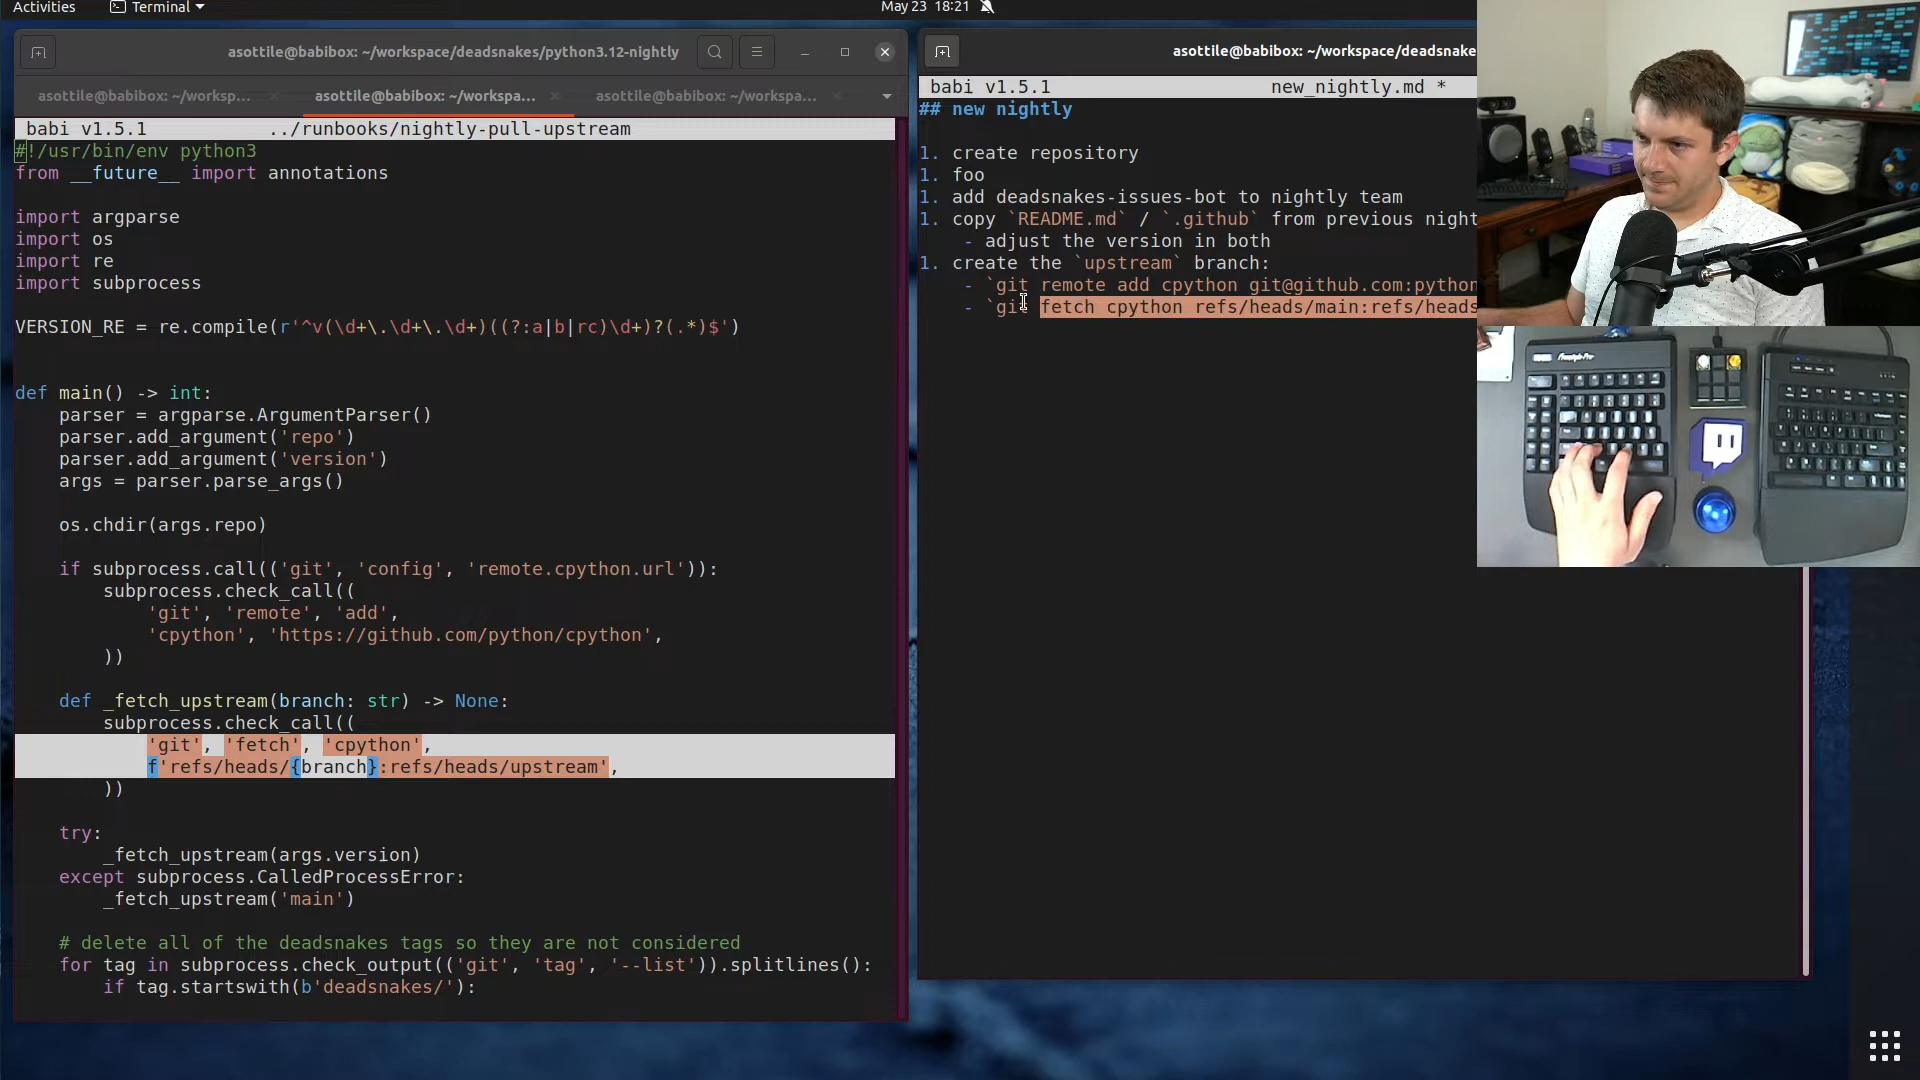 Activities
Terminal
May 23 18:21
asottile@babibox: ~/workspace/deadsnakes/python3.12-nightly
asottile@babibox: ~/worksp...
asottile@babibox: ~/workspa...
asottile@babibox: ~/workspa...
babi v1.5.1 ../runbooks/nightly-pull-upstream
#!/usr/bin/env python3
from __future__ import annotations
import argparse
import os
import re
import subprocess
VERSION_RE = re.compile(r'^v(\d+\.\d+\.\d+)((?:a|b|rc)\d+)?(.*)$')
def main() -> int:
parser = argparse.ArgumentParser()
parser.add_argument('repo')
parser.add_argument('version')
args = parser.parse_args()
os.chdir(args.repo)
if subprocess.call(('git', 'config', 'remote.cpython.url')):
subprocess.check_call((
'git', 'remote', 'add',
'cpython', 'https://github.com/python/cpython',
))
def _fetch_upstream(branch: str) -> None:
subprocess.check_call((
'git', 'fetch', 'cpython',
f'refs/heads/{branch}:refs/heads/upstream',
))
try:
_fetch_upstream(args.version)
except subprocess.CalledProcessError:
_fetch_upstream('main')
# delete all of the deadsnakes tags so they are not considered
for tag in subprocess.check_output(('git', 'tag', '--list')).splitlines():
if tag.startswith(b'deadsnakes/'):
asottile@babibox: ~/workspace/deadsnake
babi v1.5.1 new_nightly.md *
## new nightly
1. create repository
1. foo
1. add deadsnakes-issues-bot to nightly team
1. copy `README.md` / `.github` from previous night
- adjust the version in both
1. create the `upstream` branch:
- `git remote add cpython git@github.com:python
- `git fetch cpython refs/heads/main:refs/heads